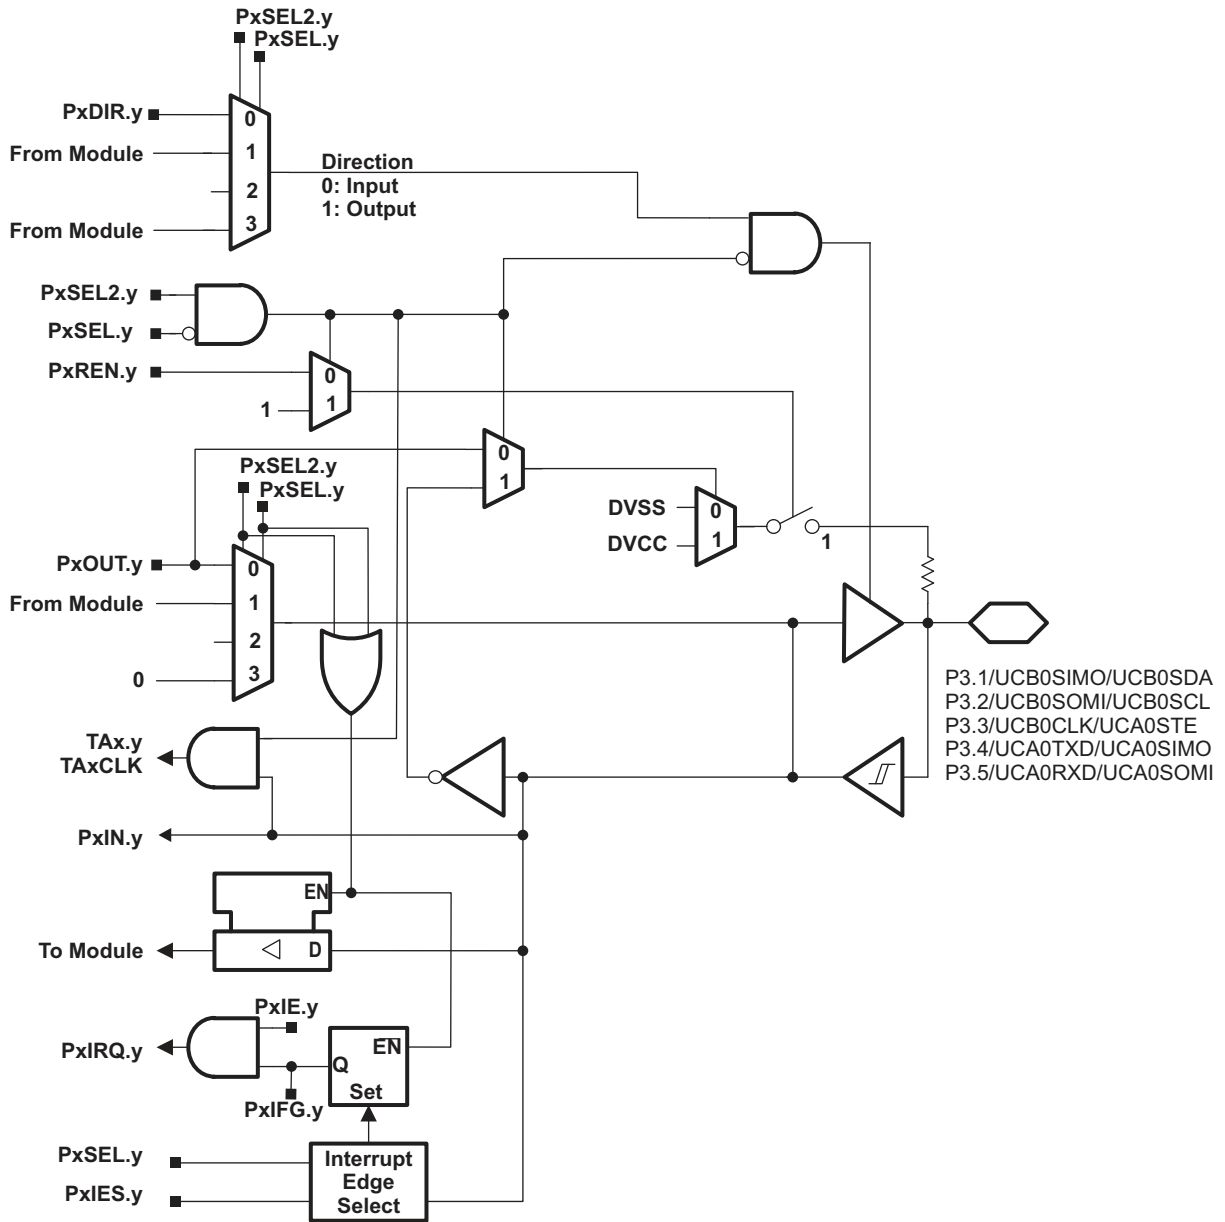 PxSEL2.y
PxSEL.y
PxDIR.y
0
From Module
1
2
From Module
3
Direction
0: Input
1: Output
PxSEL2.y
PxSEL.y
PxREN.y
0
1
1
0
1
PxSEL2.y
PxSEL.y
DVSS
0
DVCC
1
1
PxOUT.y
0
From Module
1
2
0
3
P3.1/UCB0SIMO/UCB0SDA
P3.2/UCB0SOMI/UCB0SCL
P3.3/UCB0CLK/UCA0STE
P3.4/UCA0TXD/UCA0SIMO
P3.5/UCA0RXD/UCA0SOMI
TAx.y
TAxCLK
PxIN.y
EN
To Module
D
PxIE.y
PxIRQ.y
Q
EN
Set
PxIFG.y
PxSEL.y
PxIES.y
Interrupt
Edge
Select